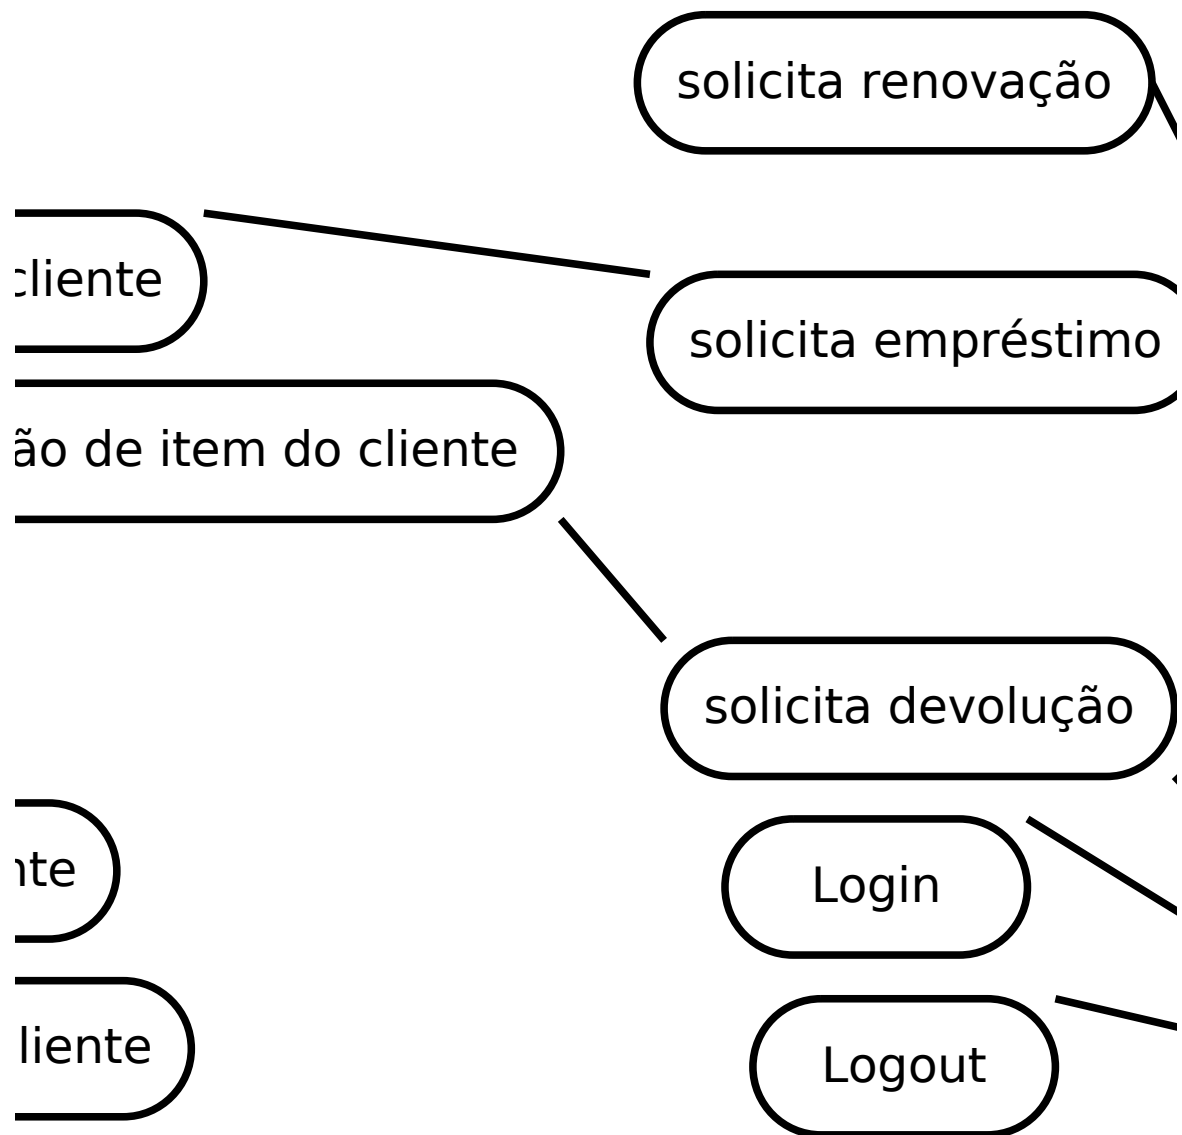 solicita renovação
cliente
solicita empréstimo
ão de item do cliente
solicita devolução
nte
Login
liente
Logout